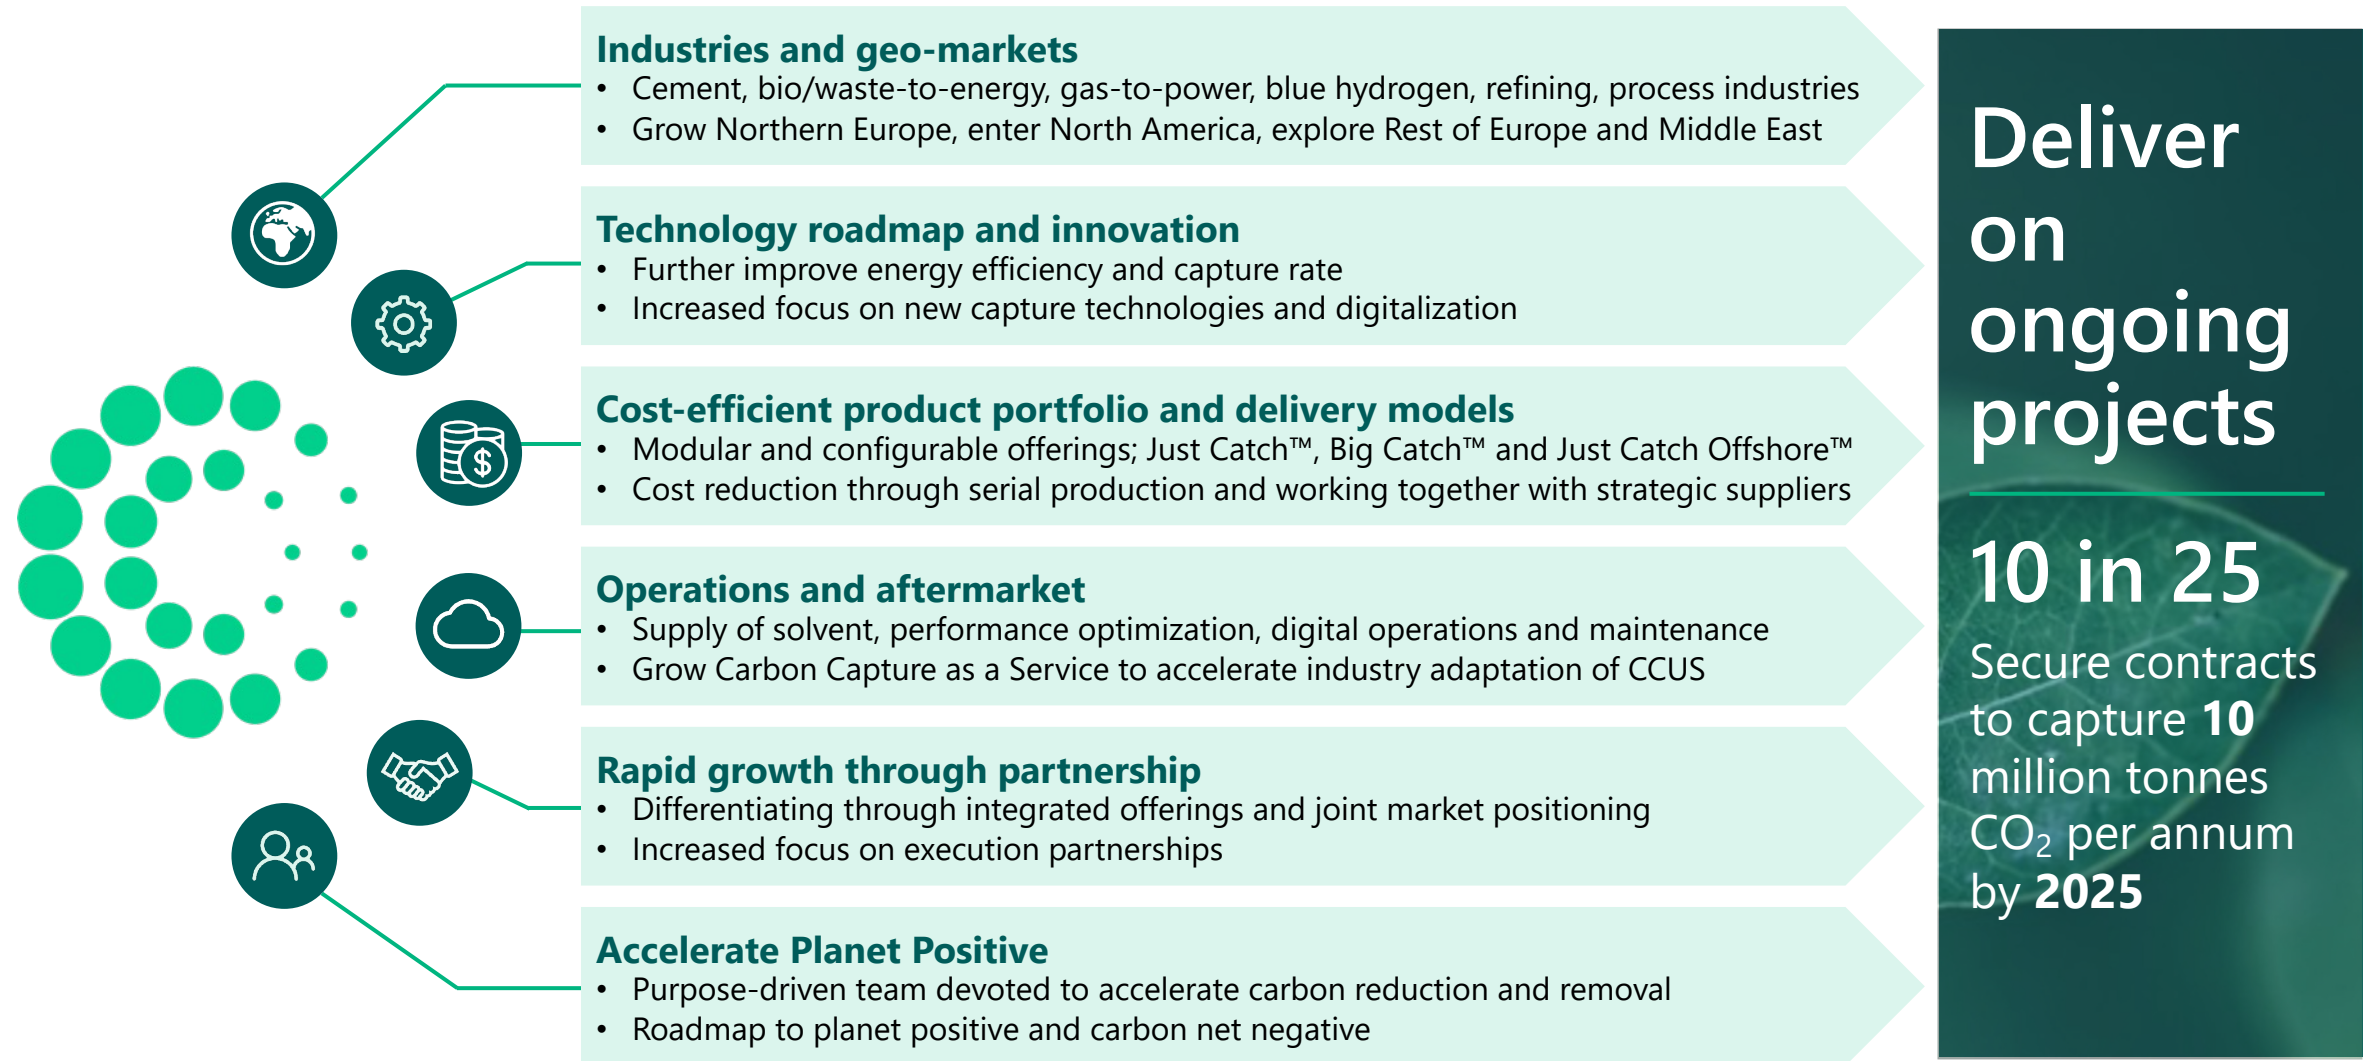 Industries and geo-markets
• Cement, bio/waste-to-energy, gas-to-power, blue hydrogen, refining, process industries
• Grow Northern Europe, enter North America, explore Rest of Europe and Middle East
Technology roadmap and innovation
• Further improve energy efficiency and capture rate
• Increased focus on new capture technologies and digitalization
Cost-efficient product portfolio and delivery models
• Modular and configurable offerings; Just Catch™, Big Catch™ and Just Catch Offshore™
• Cost reduction through serial production and working together with strategic suppliers
$
Operations and aftermarket
• Supply of solvent, performance optimization, digital operations and maintenance
• Grow Carbon Capture as a Service to accelerate industry adaptation of CCUS
Rapid growth through partnership
• Differentiating through integrated offerings and joint market positioning
• Increased focus on execution partnerships
Accelerate Planet Positive
• Purpose-driven team devoted to accelerate carbon reduction and removal
• Roadmap to planet positive and carbon net negative
Deliver
on
ongoing
projects
10 in 25
Secure contracts
to capture 10
million tonnes
CO₂ per annum
by 2025